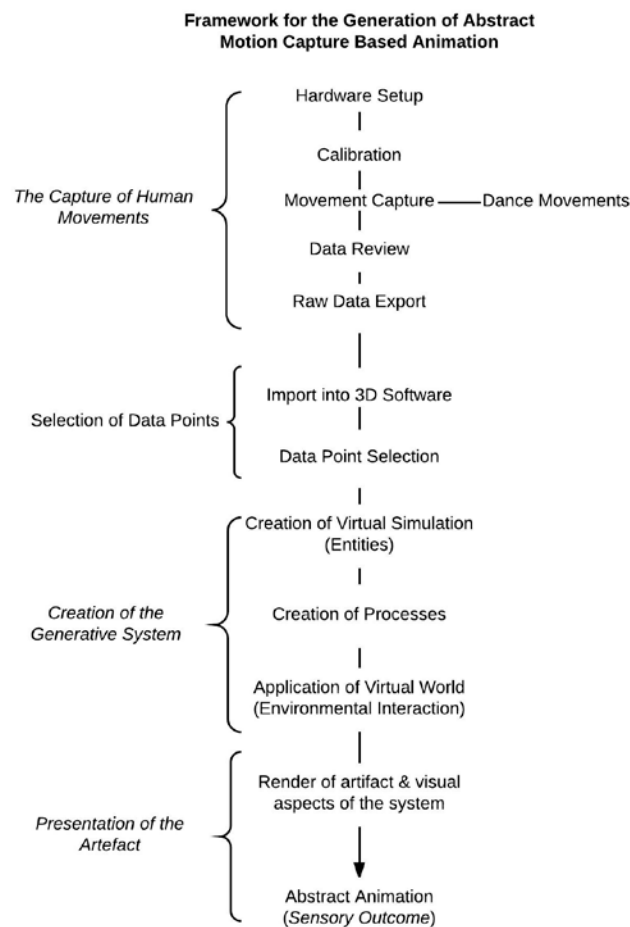 Framework for the Generation of Abstract
Motion Capture Based Animation
Hardware Setup
Calibration
The Capture of Human
Movements
Movement Capture
Dance Movements
Data Review
Raw Data Export
Import into 3D Software
Selection of Data Points
Data Point Selection
Creation of Virtual Simulation
(Entities)
Creation of the
Generative System
Creation of Processes
Application of Virtual World
(Environmental Interaction)
Render of artifact & visual
aspects of the system
Presentation of the
Artefact
Abstract Animation
(Sensory Outcome)